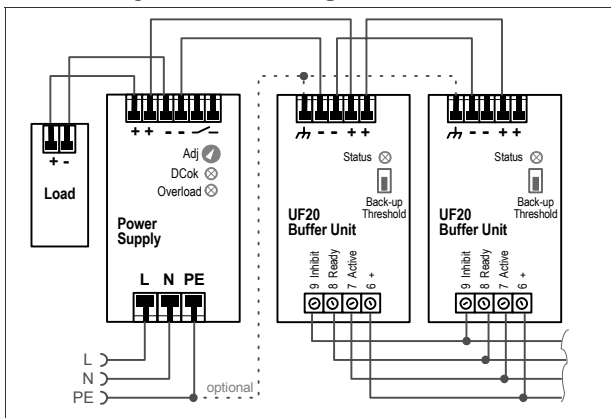 + -
Load
+ + - -
Adj
DCok
Overload
Power
Supply
L N PE
L
N
PE
optional
- - + +
Status
Back-up
Threshold
UF20
Buffer Unit
9 Inhibit
8 Ready
7 Active
6 +
- - + +
Status
Back-up
Threshold
UF20
Buffer Unit
9 Inhibit
8 Ready
7 Active
6 +